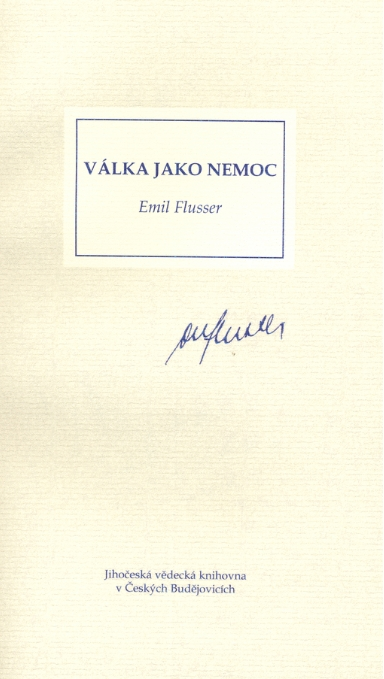 VÁLKA JAKO NEMOC
Emil Flusser
Jihočeská vědecká knihovna
v Českých Budějovicích